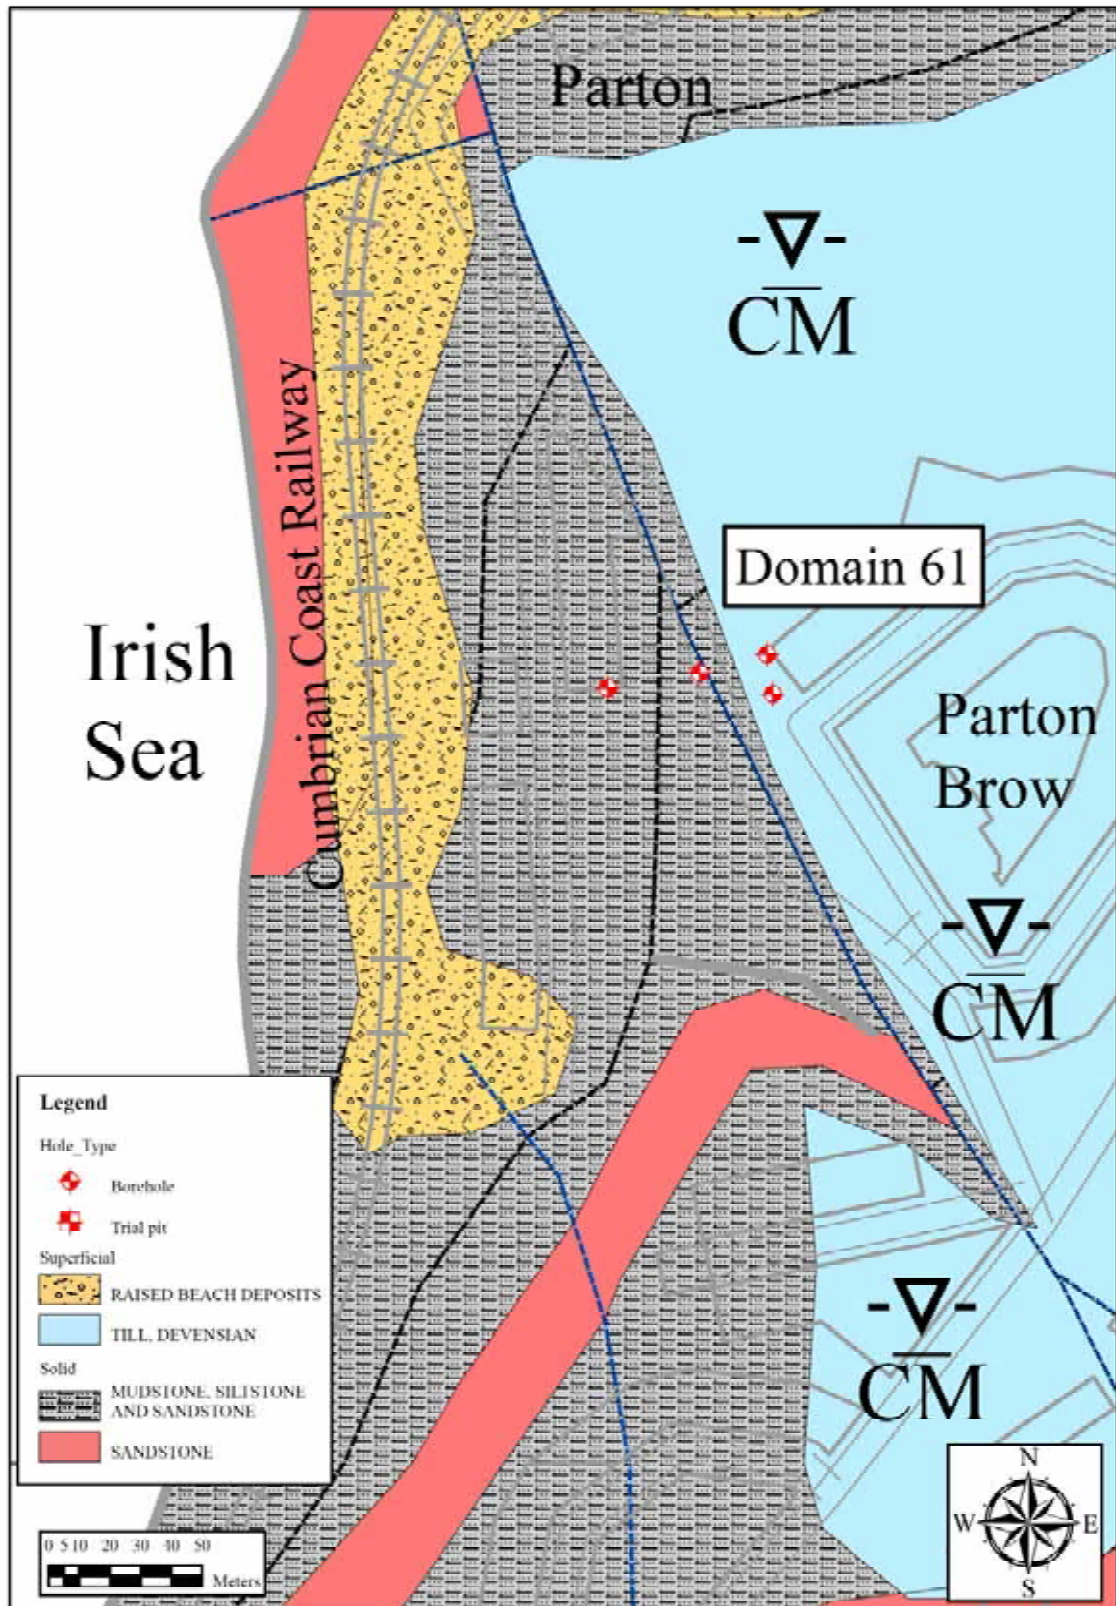 Parton
-∇-
CM
Cumbrian Coast Railway
Domain 61
Irish
Sea
Parton
Brow
-∇-
CM
Legend
Hole_Type
Borehole
Trial pit
Superficial
RAISED BEACH DEPOSITS
TILL, DEVENSIAN
Solid
MUDSTONE, SILTSTONE
AND SANDSTONE
SANDSTONE
-∇-
CM
N
W E
S
0 5 10 20 30 40 50
Meters